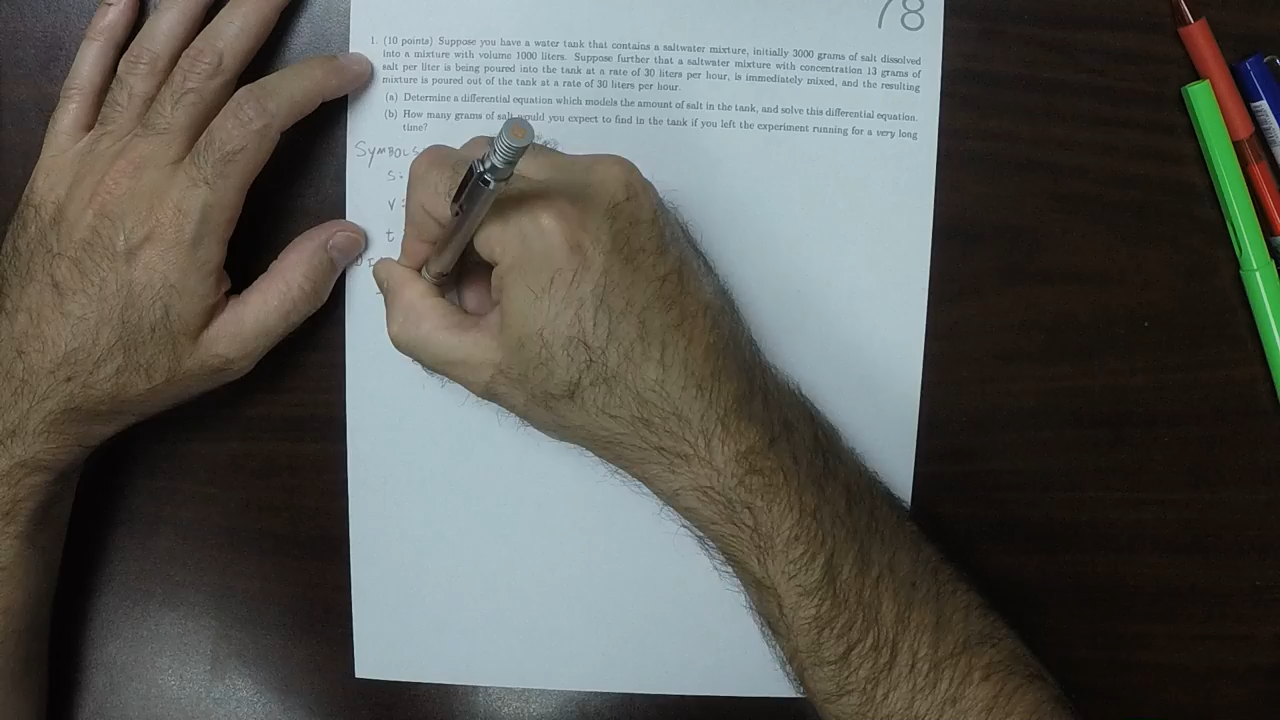 78
1. (10 points) Suppose you have a water tank that contains a saltwater mixture, initially 3000 grams of salt dissolved
into a mixture with volume 1000 liters. Suppose further that a saltwater mixture with concentration 13 grams of
salt per liter is being poured into the tank at a rate of 30 liters per hour, is immediately mixed, and the resulting
mixture is poured out of the tank at a rate of 30 liters per hour.
(a) Determine a differential equation which models the amount of salt in the tank, and solve this differential equation.
(b) How many grams of salt would you expect to find in the tank if you left the experiment running for a very long
time?
SYMBOLS
S:
V:
t